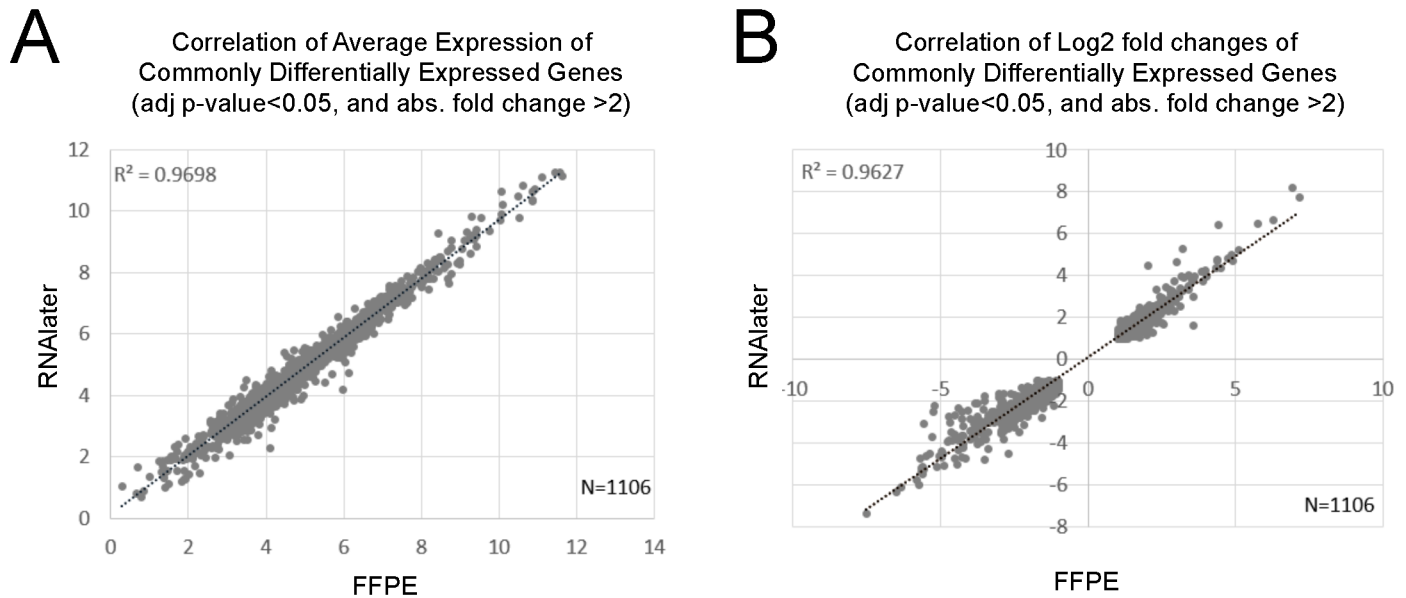 A
Correlation of Average Expression of
Commonly Differentially Expressed Genes
(adj p-value<0.05, and abs. fold change >2)
12
R² = 0.9698
10
8
6
4
2
0
N=1106
0 2 4 6 8 10 12 14
RNAlater
FFPE
B
Correlation of Log2 fold changes of
Commonly Differentially Expressed Genes
(adj p-value<0.05, and abs. fold change >2)
10
R² = 0.9627
8
6
4
2
0
-10 -5 0 5 10
-2
-4
-6
N=1106
-8
RNAlater
FFPE